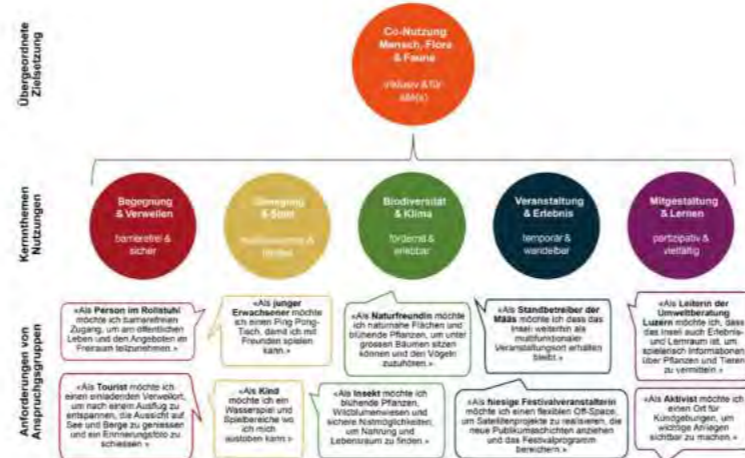 Übergeordnete
Zielsetzung
Co-Nutzung
Mensch, Flora
& Fauna
inklusiv & für
alle(s)
Kernthemen
Nutzungen
Begegnung
& Verweilen
barrierefrei &
sicher
Bewegung
& Spiel
Biodiversität
& Klima
fördernd &
erlebbar
Veranstaltung
& Erlebnis
temporär &
wandelbar
Mitgestaltung
& Lernen
partizipativ &
vielfältig
Anforderungen von
Anspruchsgruppen
«Als Person im Rollstuhl
möchte ich barrierefreien
Zugang, um am öffentlichen
Leben und den Angeboten im
Freiraum teilzunehmen.»
«Als junger
Erwachsener möchte
ich einen Ping Pong-
Tisch, damit ich mit
Freunden spielen
kann.»
«Als Naturfreundin möchte
ich naturnahe Flächen und
blühende Pflanzen, um unter
grossen Bäumen sitzen
können und den Vögeln
zuzuhören.»
«Als Standbetreiber der
Määs möchte ich dass das
Inseli weiterhin als
multifunktionaler
Veranstaltungsort erhalten
bleibt.»
«Als Leiterin der
Umweltberatung
Luzern möchte ich, dass
das Inseli auch Erlebnis-
und Lernraum ist, um
spielerisch Informationen
über Pflanzen und Tieren
zu vermitteln.»
«Als Tourist möchte ich
einen einladenden Verweilort,
um nach einem Ausflug zu
entspannen, die Aussicht auf
See und Berge zu geniessen
und ein Erinnerungsfoto zu
schiessen.»
«Als Kind
möchte ich ein
Wasserspiel und
Spielbereiche wo
ich mich
austoben kann.»
«Als Insekt möchte ich
blühende Pflanzen,
Wildblumenwiesen und
sichere Nistmöglichkeiten,
um Nahrung und
Lebensraum zu finden.»
«Als hiesige Festivalveranstalterin
möchte ich einen flexiblen Off-Space,
um Satellitenprojekte zu realisieren, die
neue Publikumsschichten anziehen
und das Festivalprogramm
bereichern.»
«Als Aktivist möchte ich
einen Ort für
Kundgebungen, um
wichtige Anliegen
sichtbar zu machen.»